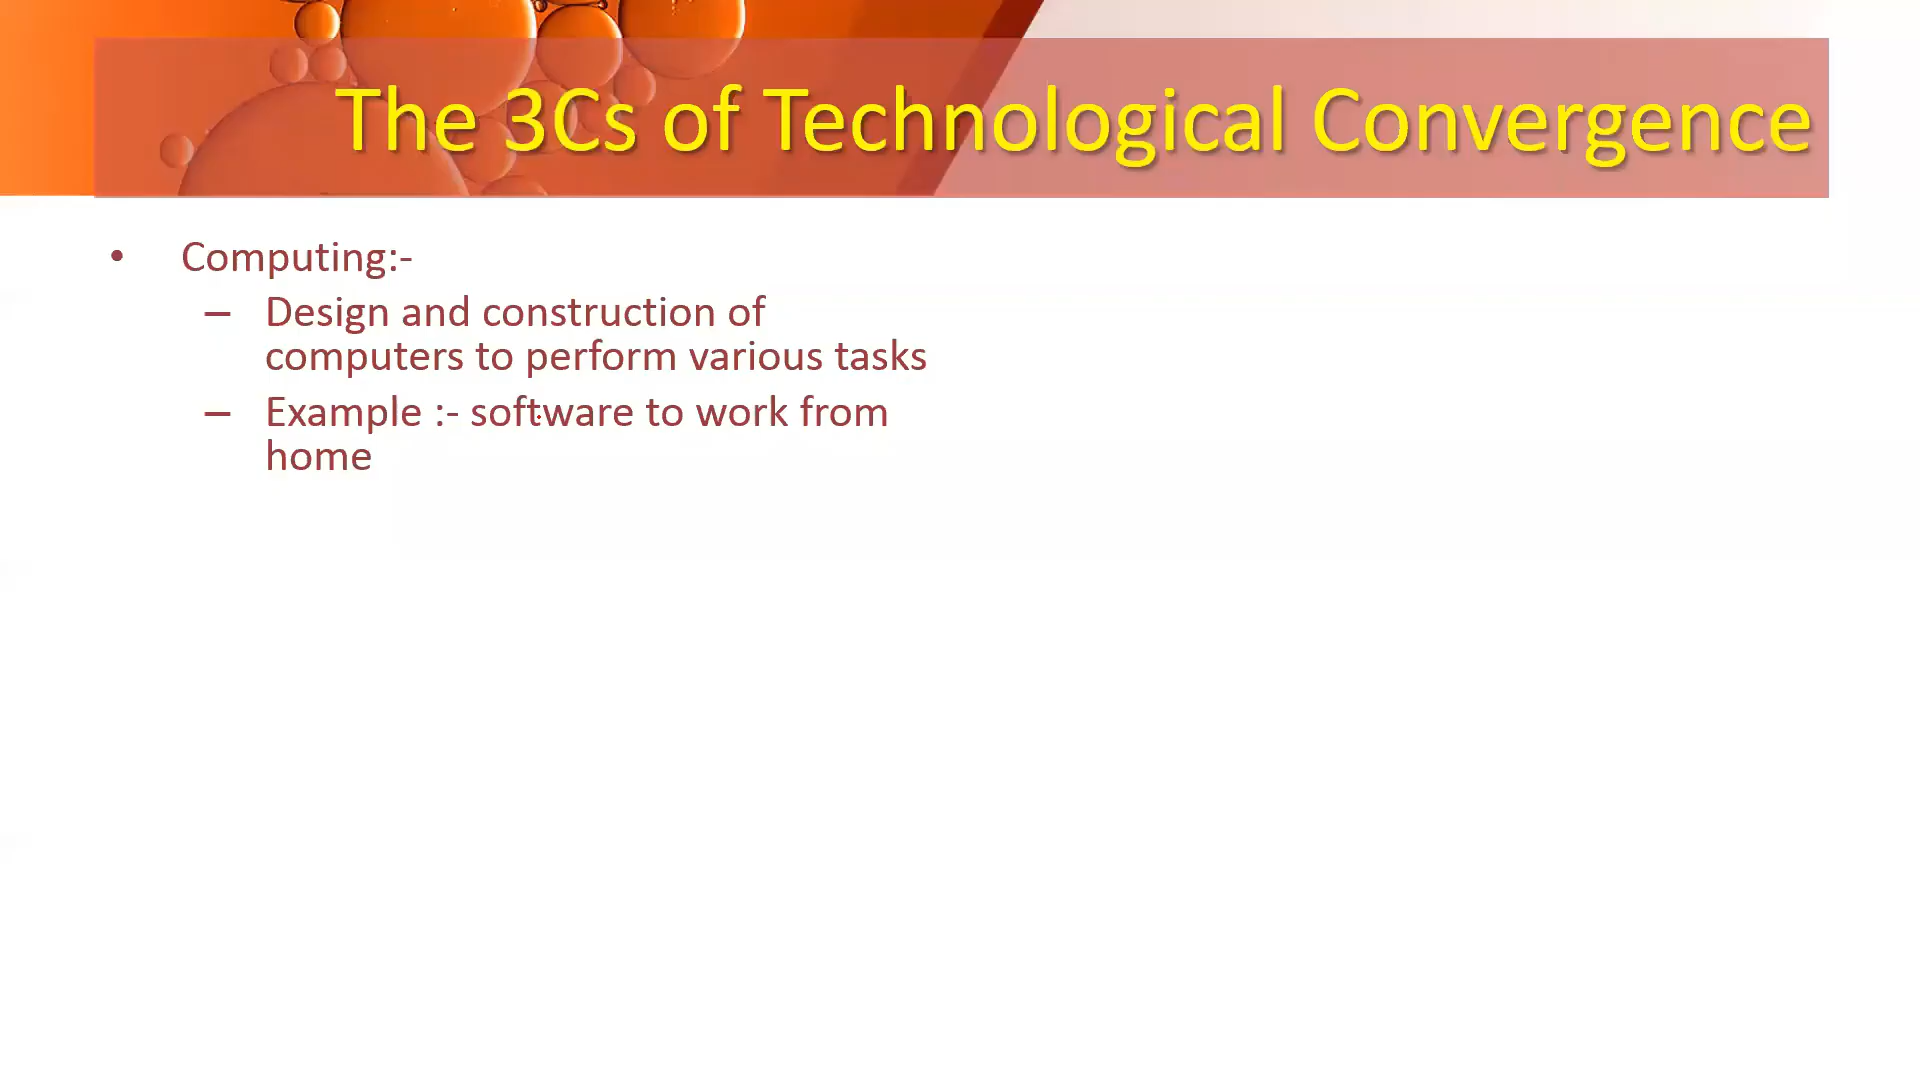 The 3Cs of Technological Convergence
• Computing:-
– Design and construction of
computers to perform various tasks
– Example :- software to work from
home